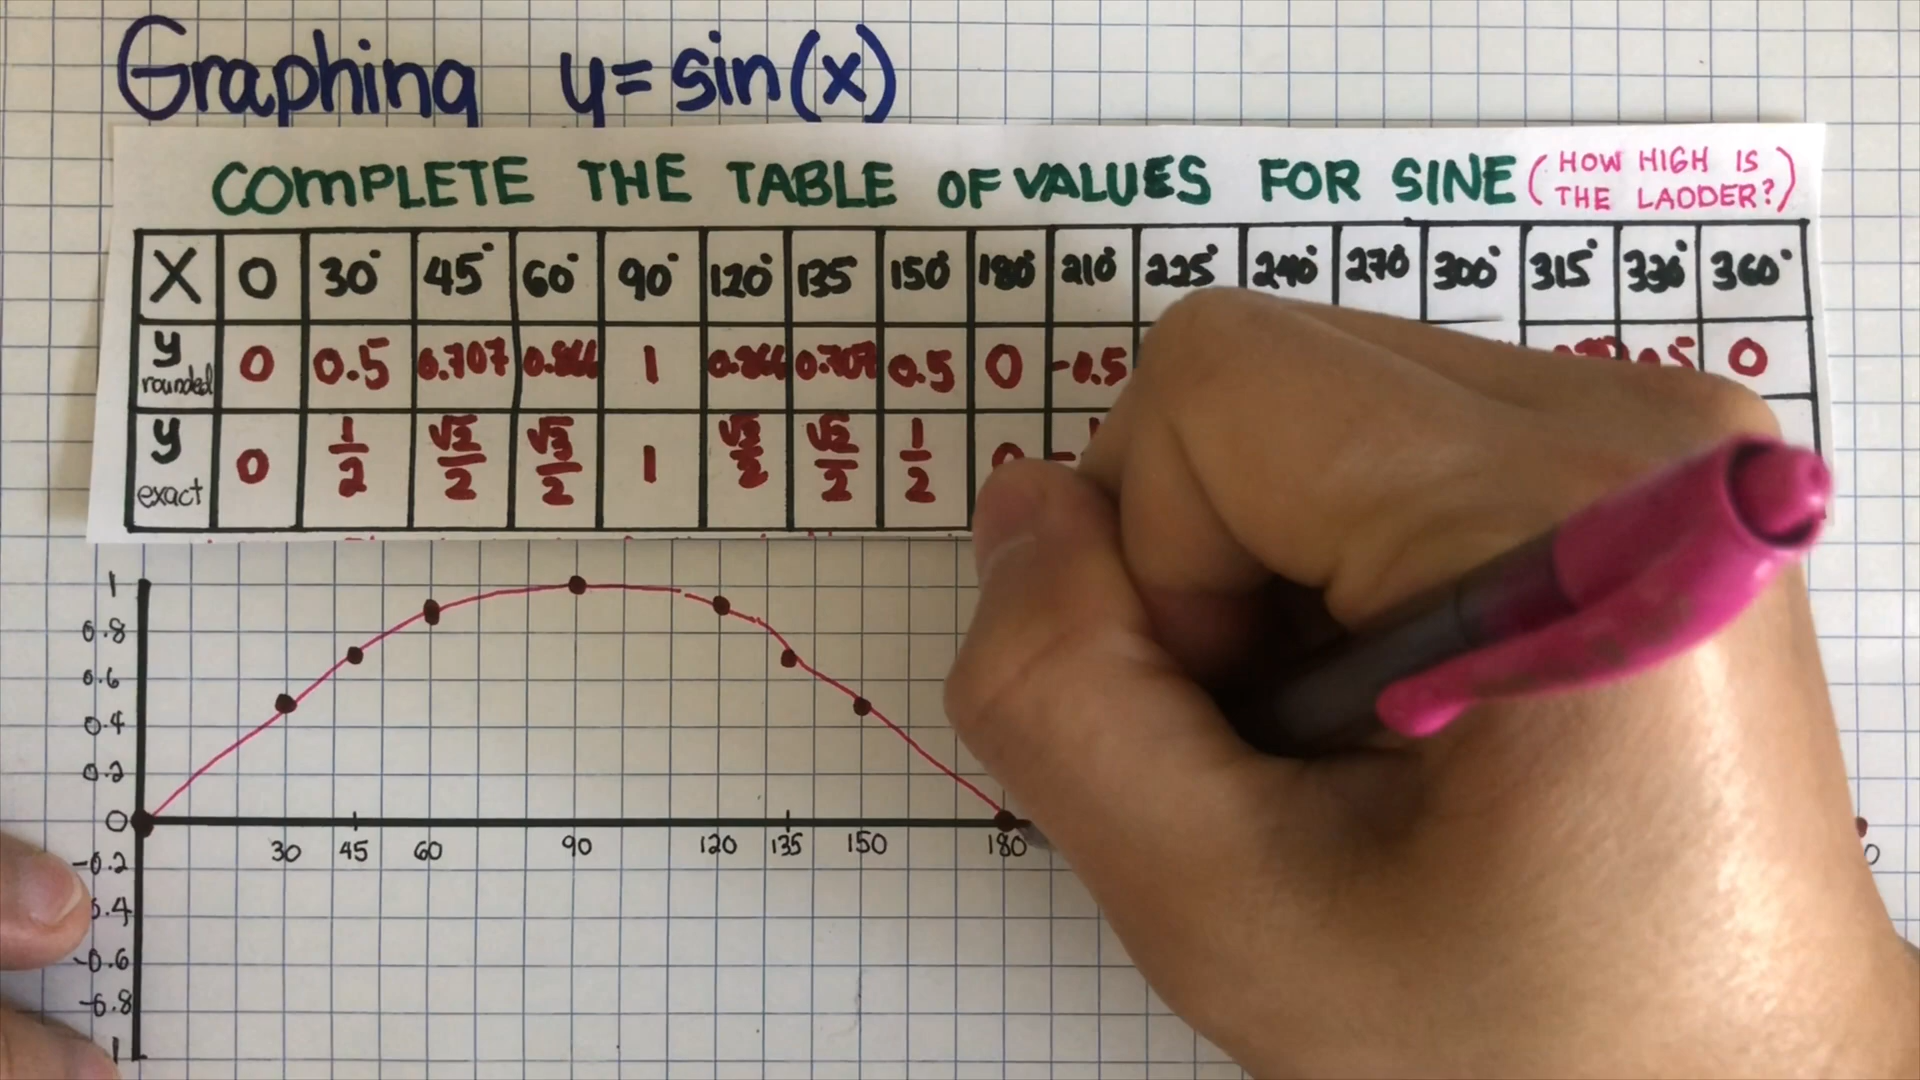 Graphing y=sin(x)
COMPLETE THE TABLE OF VALUES FOR SINE (HOW HIGH IS THE LADDER?)
X 0 30° 45° 60° 90° 120° 135 150° 180° 210° 225° 240° 270 300° 315° 330° 360°
y rounded 0 0.5 0.707 0.866 1 0.866 0.707 0.5 0 -0.5 0
y exact 0 1/2 √2/2 √3/2 1 √3/2 √2/2 1/2 0
1
0.8
0.6
0.4
0.2
0
30 45 60 90 120 135 150 180
-0.2
-0.6
-0.8